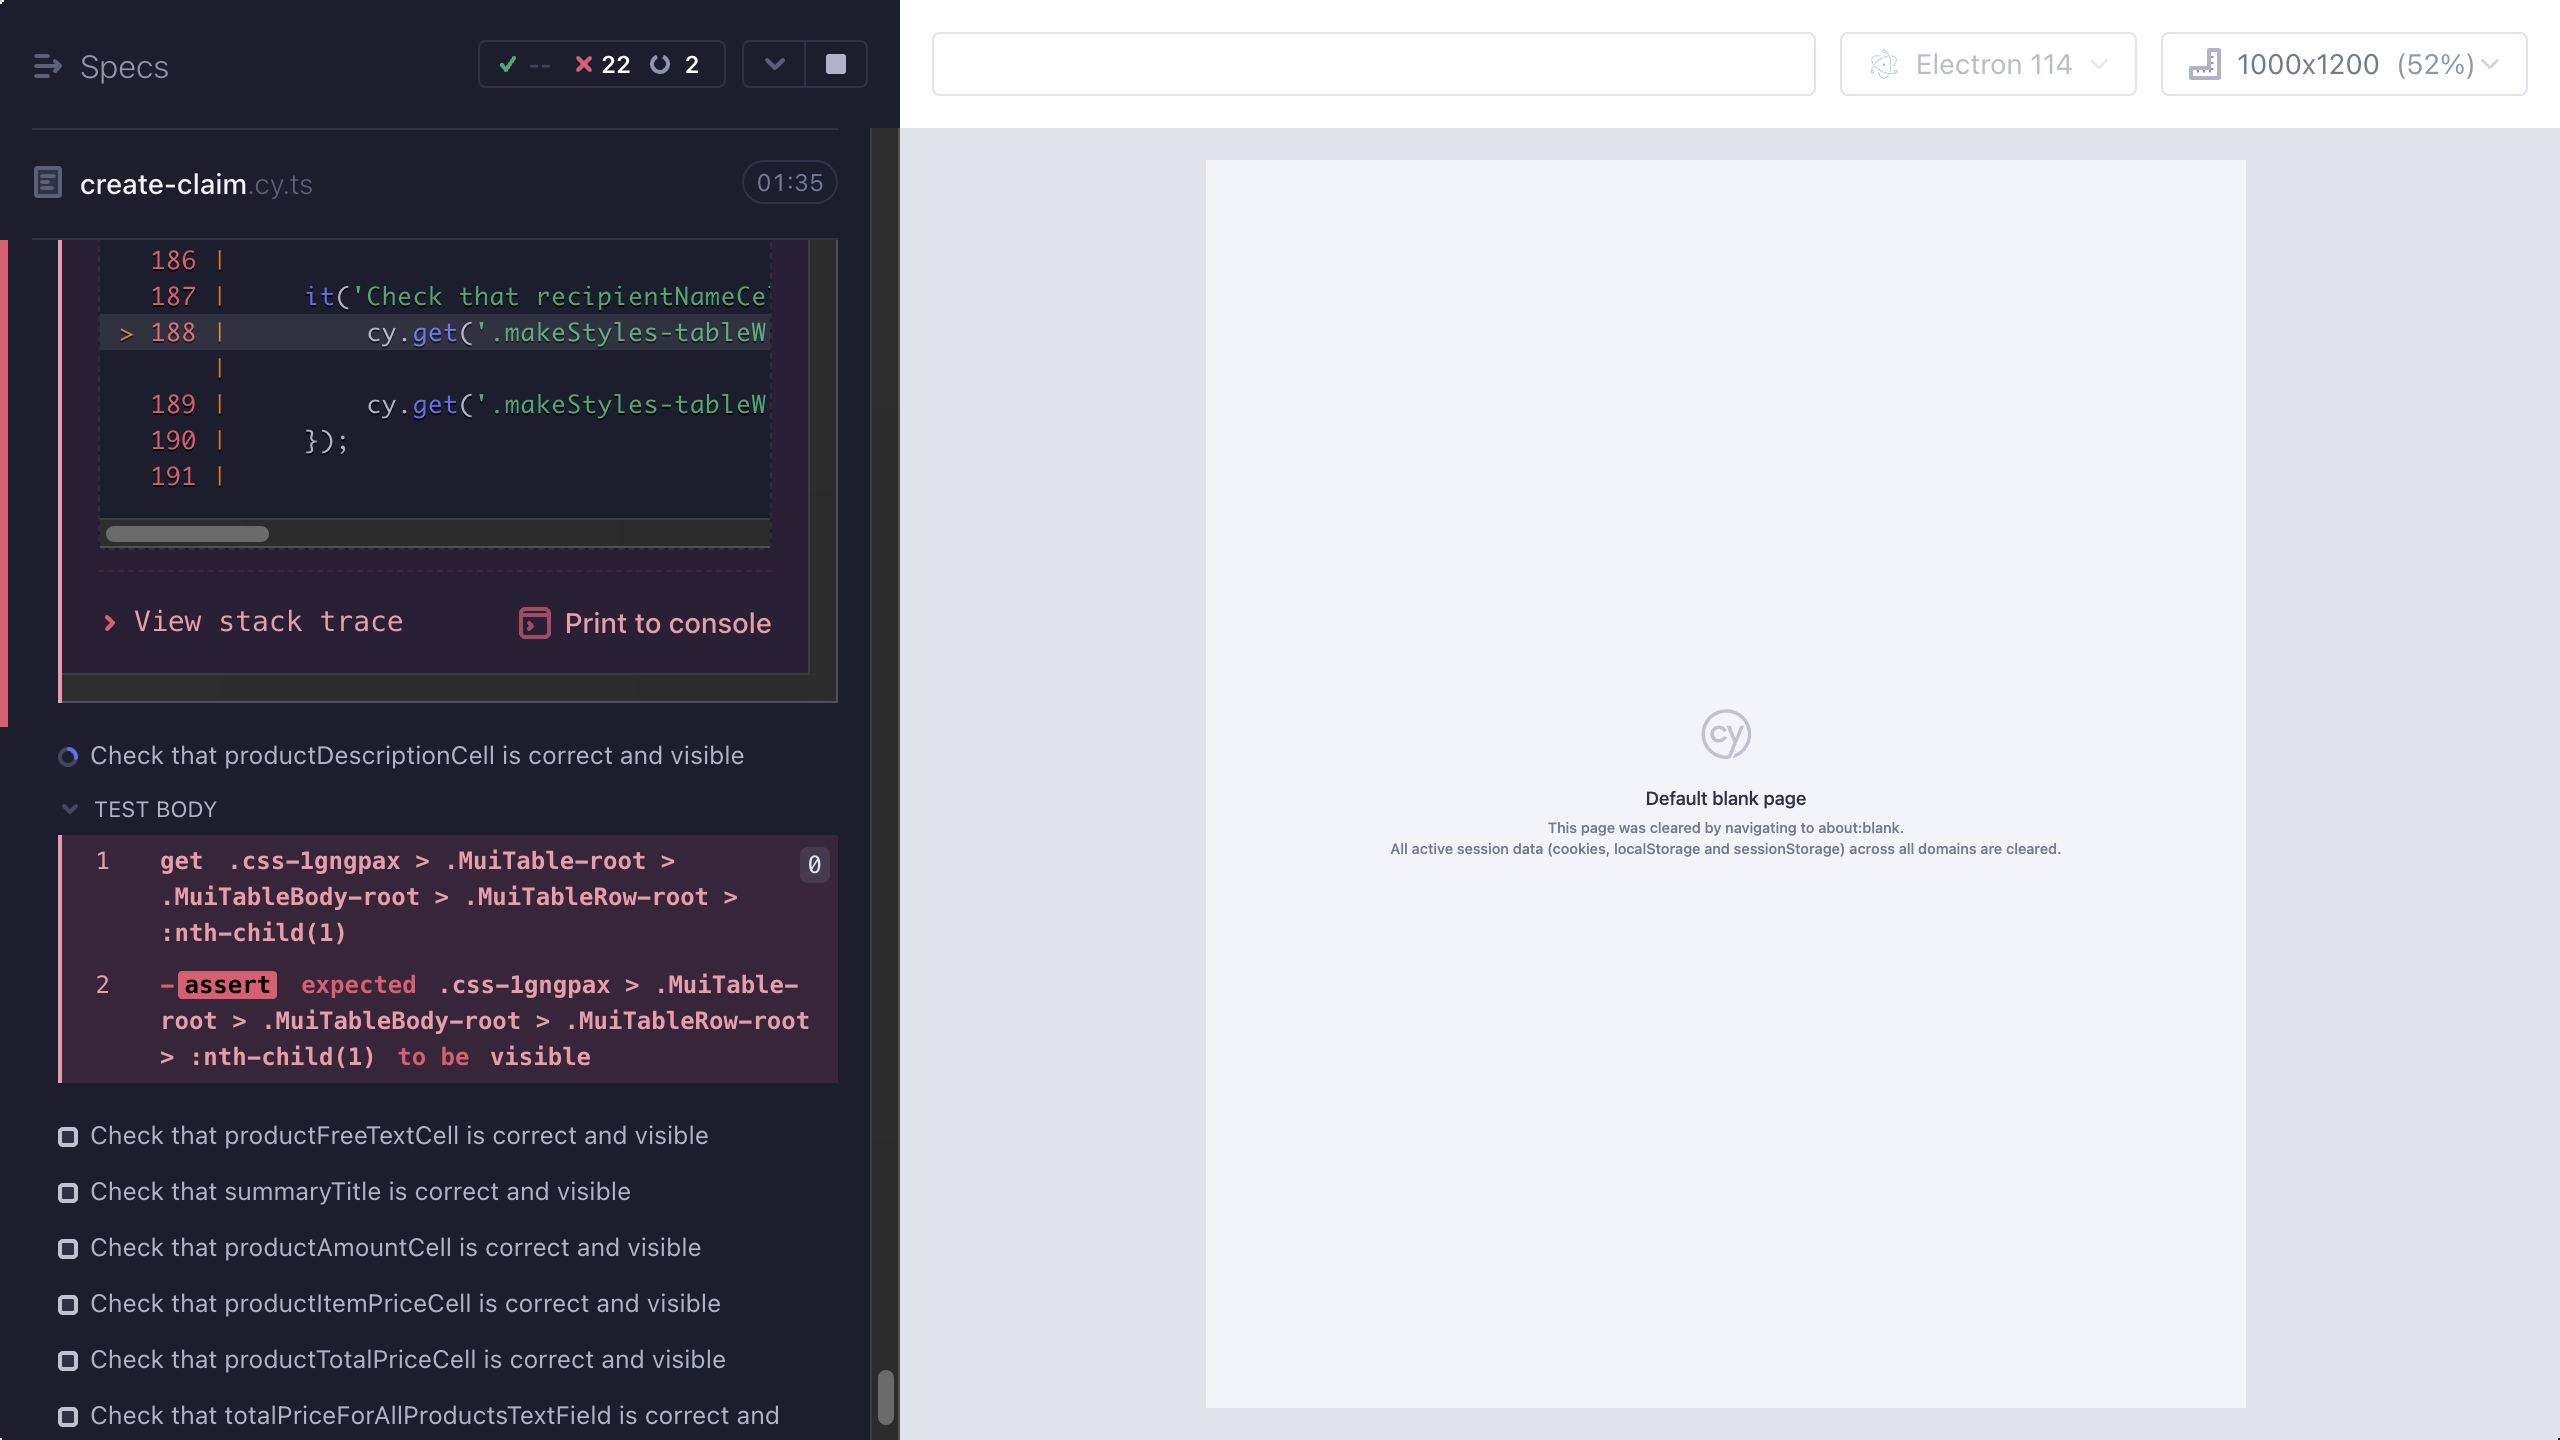 Specs
-- 22 2
create-claim.cy.ts 01:35
186 |
187 | it('Check that recipientNameCe
> 188 | cy.get('.makeStyles-tableW
|
189 | cy.get('.makeStyles-tableW
190 | });
191 |
View stack trace Print to console
Check that productDescriptionCell is correct and visible
TEST BODY
1 get .css-1gngpax > .MuiTable-root > 0
.MuiTableBody-root > .MuiTableRow-root >
:nth-child(1)
2 -assert expected .css-1gngpax > .MuiTable-
root > .MuiTableBody-root > .MuiTableRow-root
> :nth-child(1) to be visible
Check that productFreeTextCell is correct and visible
Check that summaryTitle is correct and visible
Check that productAmountCell is correct and visible
Check that productItemPriceCell is correct and visible
Check that productTotalPriceCell is correct and visible
Check that totalPriceForAllProductsTextField is correct and
Electron 114
1000x1200 (52%)
cy
Default blank page
This page was cleared by navigating to about:blank.
All active session data (cookies, localStorage and sessionStorage) across all domains are cleared.